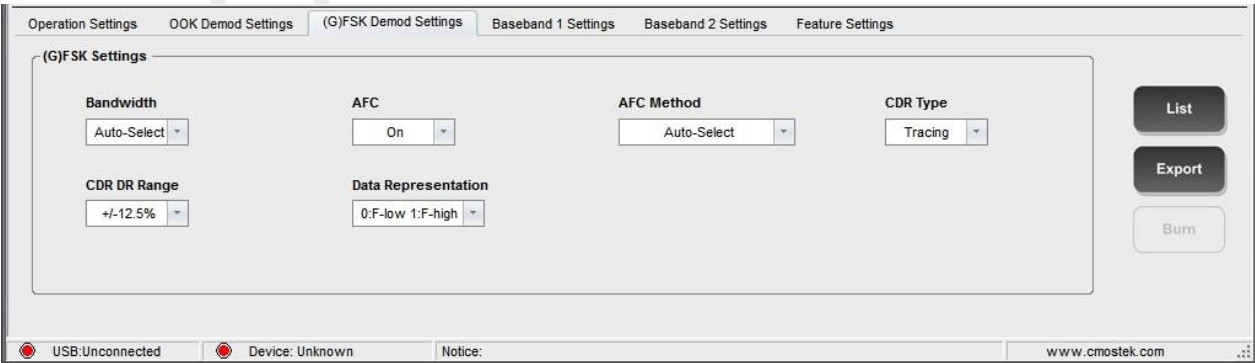 Operation Settings OOK Demod Settings (G)FSK Demod Settings Baseband 1 Settings Baseband 2 Settings Feature Settings
(G)FSK Settings
Bandwidth AFC AFC Method CDR Type
Auto-Select On Auto-Select Tracing
List
CDR DR Range Data Representation
Export
+/-12.5% 0:F-low 1:F-high
Burn
USB:Unconnected Device: Unknown Notice: www.cmostek.com